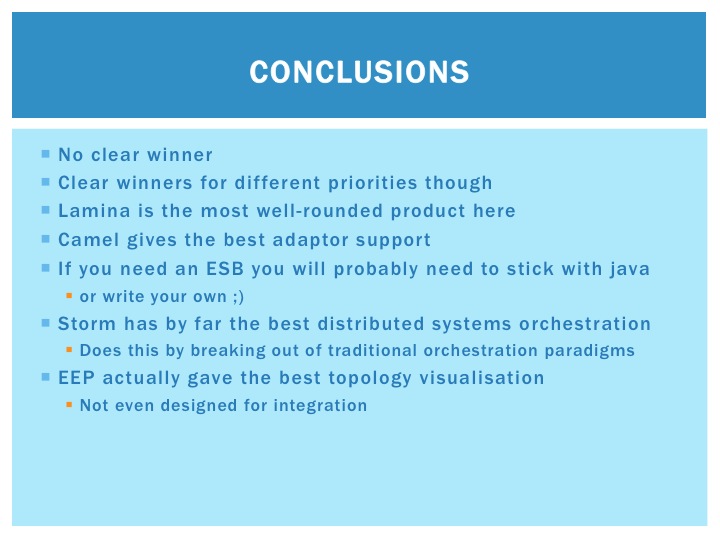 CONCLUSIONS
No clear winner
Clear winners for different priorities though
Lamina is the most well-rounded product here
Camel gives the best adaptor support
If you need an ESB you will probably need to stick with java
or write your own ;)
Storm has by far the best distributed systems orchestration
Does this by breaking out of traditional orchestration paradigms
EEP actually gave the best topology visualisation
Not even designed for integration